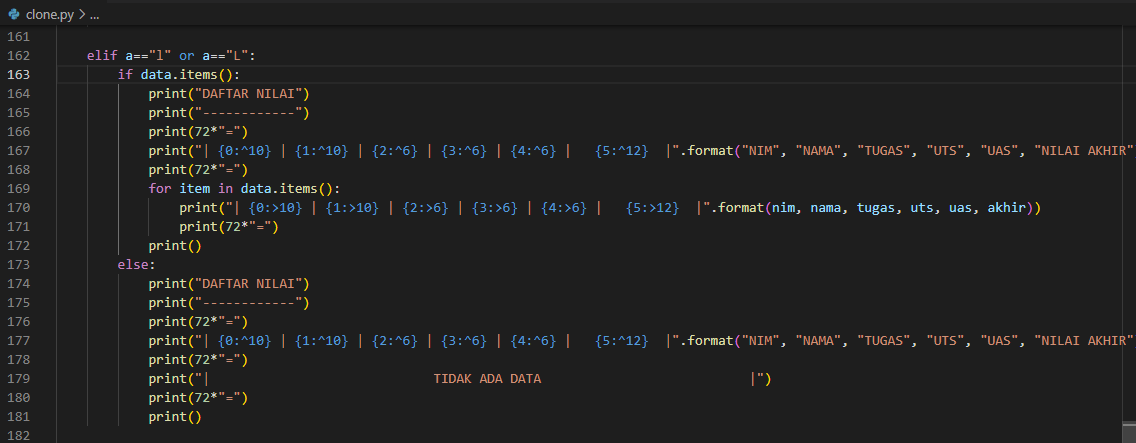 clone.py > ...
161
162 elif a=="l" or a=="L":
163 if data.items():
164 print("DAFTAR NILAI")
165 print("------------")
166 print(72*"=")
167 print("| {0:^10} | {1:^10} | {2:^6} | {3:^6} | {4:^6} |   {5:^12}  |".format("NIM", "NAMA", "TUGAS", "UTS", "UAS", "NILAI AKHIR"
168 print(72*"=")
169 for item in data.items():
170 print("| {0:>10} | {1:>10} | {2:>6} | {3:>6} | {4:>6} |   {5:>12}  |".format(nim, nama, tugas, uts, uas, akhir))
171 print(72*"=")
172 print()
173 else:
174 print("DAFTAR NILAI")
175 print("------------")
176 print(72*"=")
177 print("| {0:^10} | {1:^10} | {2:^6} | {3:^6} | {4:^6} |   {5:^12}  |".format("NIM", "NAMA", "TUGAS", "UTS", "UAS", "NILAI AKHIR"
178 print(72*"=")
179 print("|                             TIDAK ADA DATA                           |")
180 print(72*"=")
181 print()
182